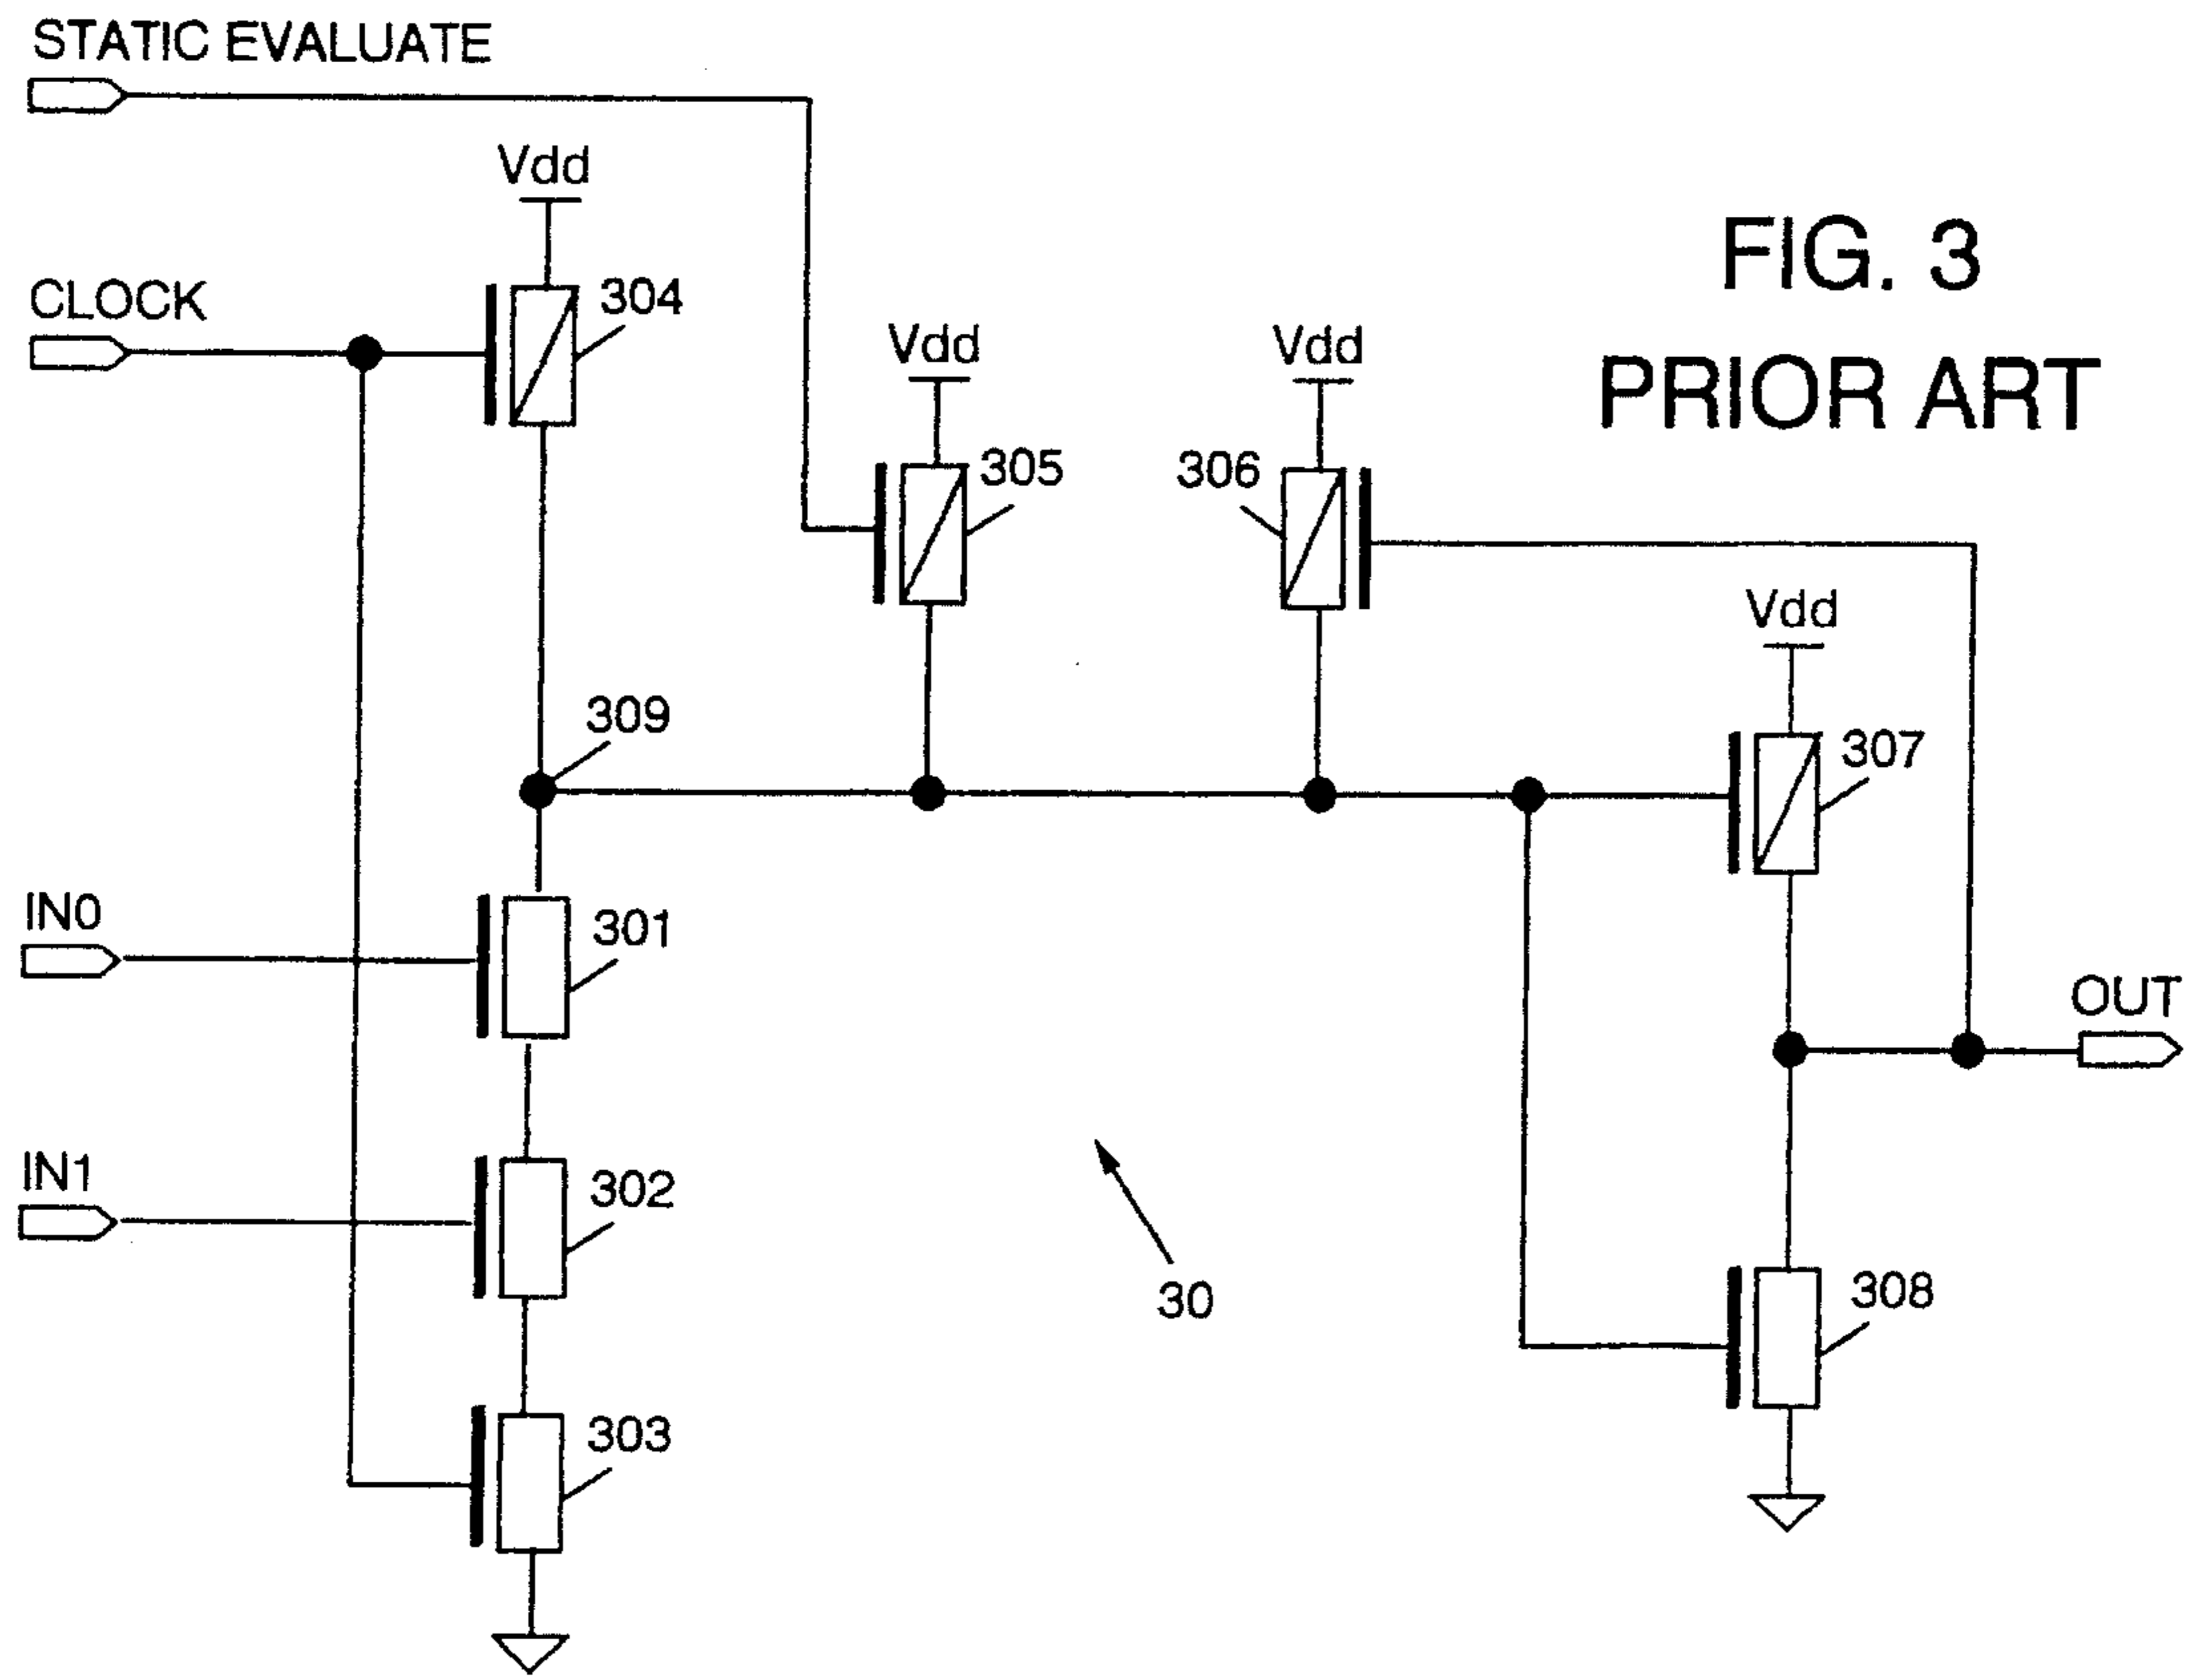 STATIC EVALUATE
Vdd
FIG. 3
CLOCK
304
Vdd
Vdd
PRIOR ART
305
306
Vdd
309
307
IN0
301
OUT
IN1
302
30
308
303